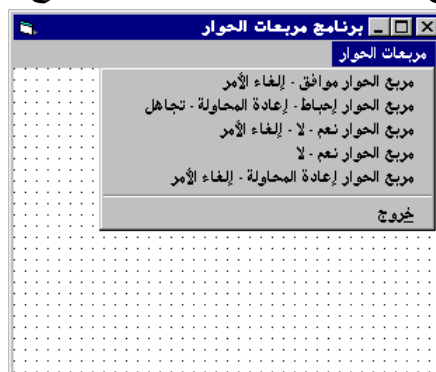 برنامج مربعات الحوار
مربعات الحوار
مربع الحوار موافق - إلغاء الأمر
مربع الحوار إحباط - إعادة المحاولة - تجاهل
مربع الحوار نعم - لا - إلغاء الأمر
مربع الحوار نعم - لا
مربع الحوار إعادة المحاولة - إلغاء الأمر
خروج